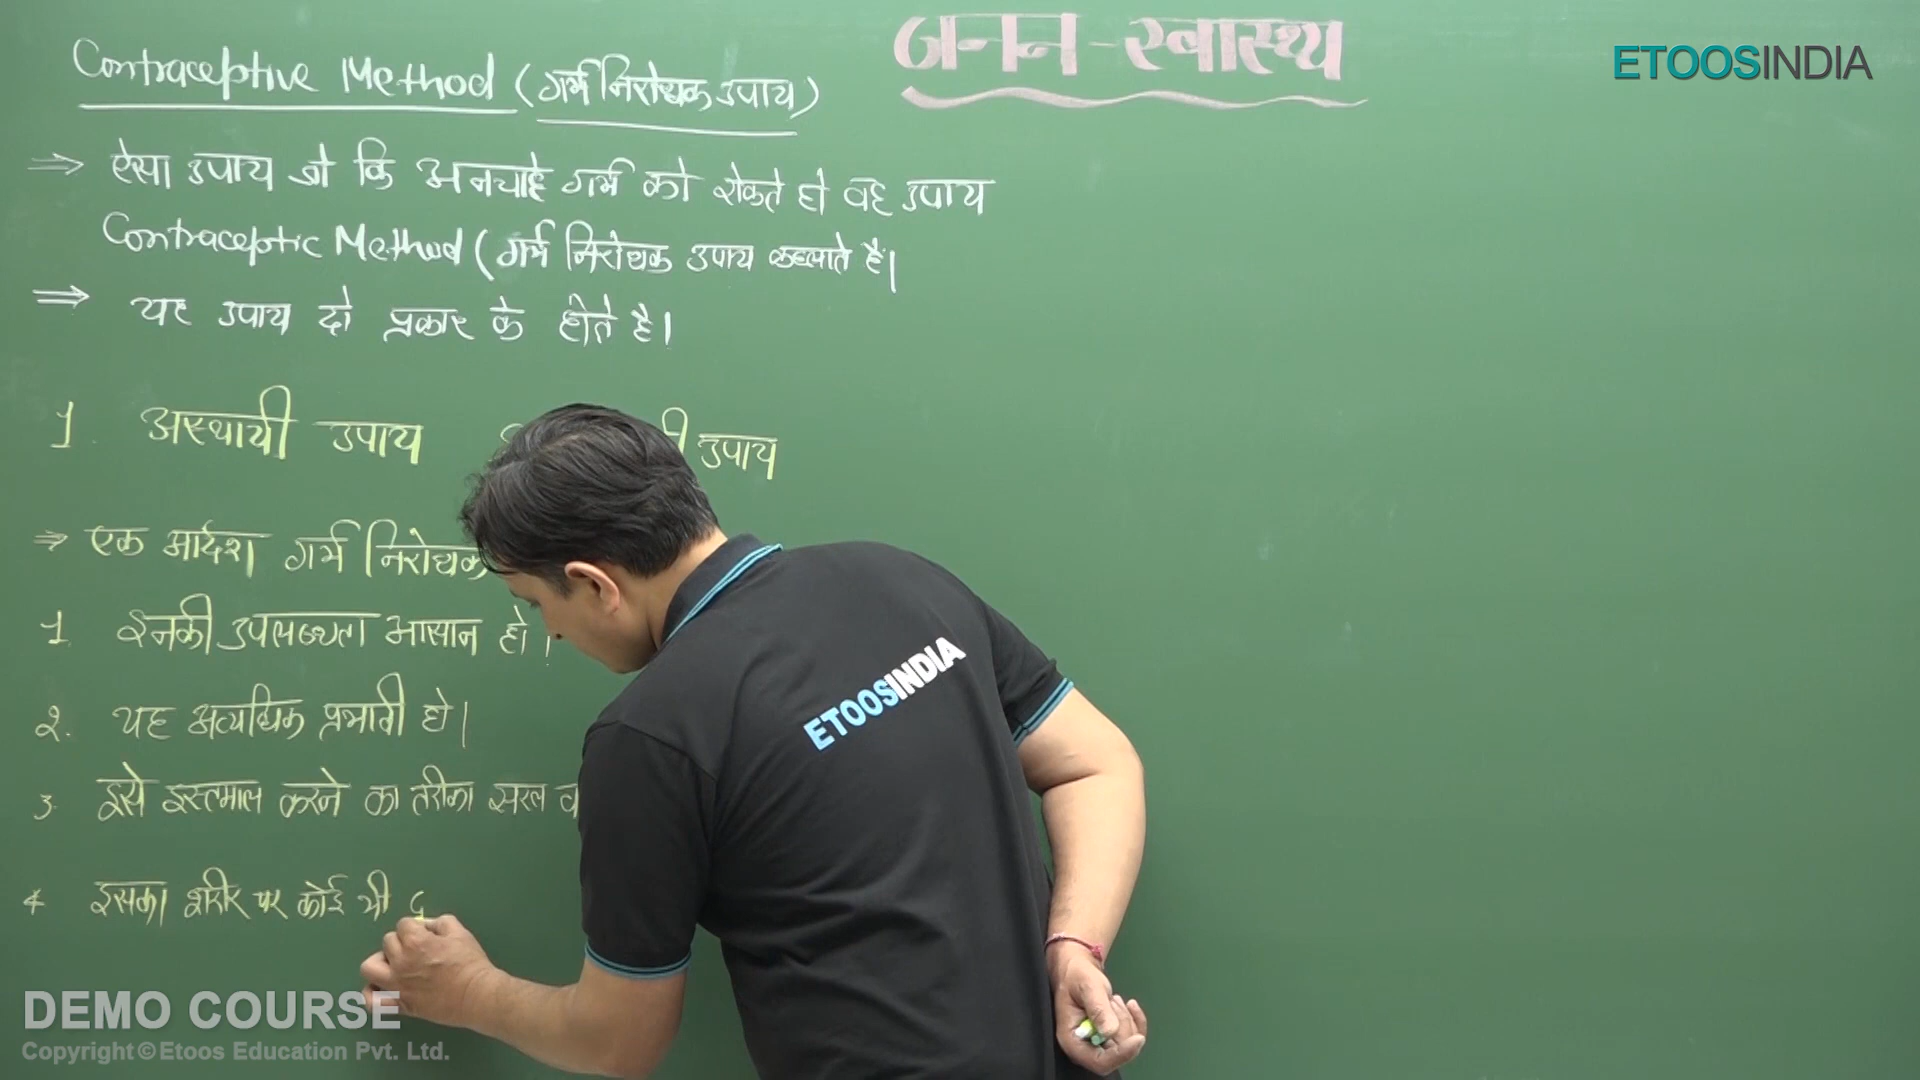 जनन-स्वास्थ्य
ETOOSINDIA
Contraceptive Method (गर्भ निरोधक उपाय)
⇒ ऐसा उपाय जो कि अनचाहे गर्भ को रोकते हो वह उपाय
Contraceptic Method (गर्भ निरोधक उपाय कहलाते है।
⇒ यह उपाय दो प्रकार के होते है।
1. अस्थायी उपाय उपाय
⇒ एक आदर्श गर्भ निरोधक
1 इनकी उपलब्धता आसान हो।
2. यह अत्यधिक प्रभावी हो।
3. इसे इस्तमाल करने का तरीका सरल व
4 इसका शरीर पर कोई भी
ETOOSINDIA
DEMO COURSE
Copyright © Etoos Education Pvt. Ltd.